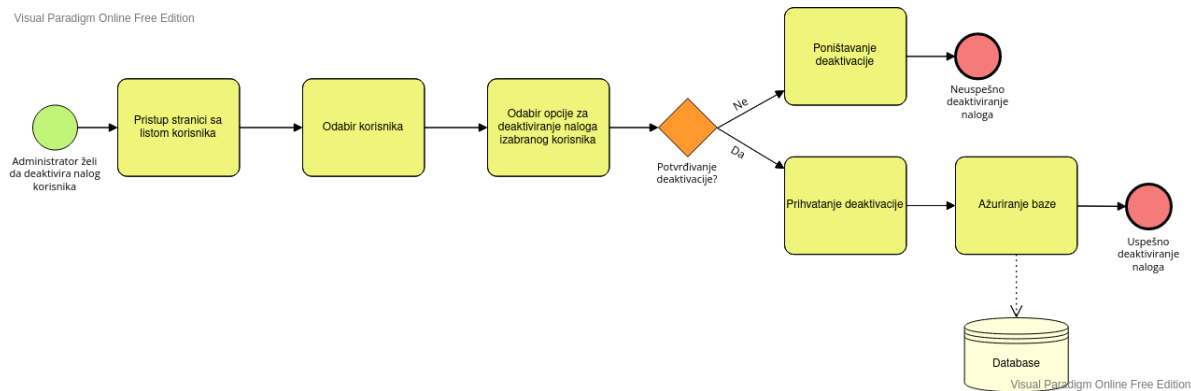 Visual Paradigm Online Free Edition
Administrator želi
da deaktivira nalog
korisnika
Pristup stranici sa
listom korisnika
Odabir korisnika
Odabir opcije za
deaktiviranje naloga
izabranog korisnika
Potvrđivanje
deaktivacije?
Ne
Poništavanje
deaktivacije
Neuspešno
deaktiviranje
naloga
Da
Prihvatanje deaktivacije
Ažuriranje baze
Uspešno
deaktiviranje
naloga
Database
Visual Paradigm Online Free Edition